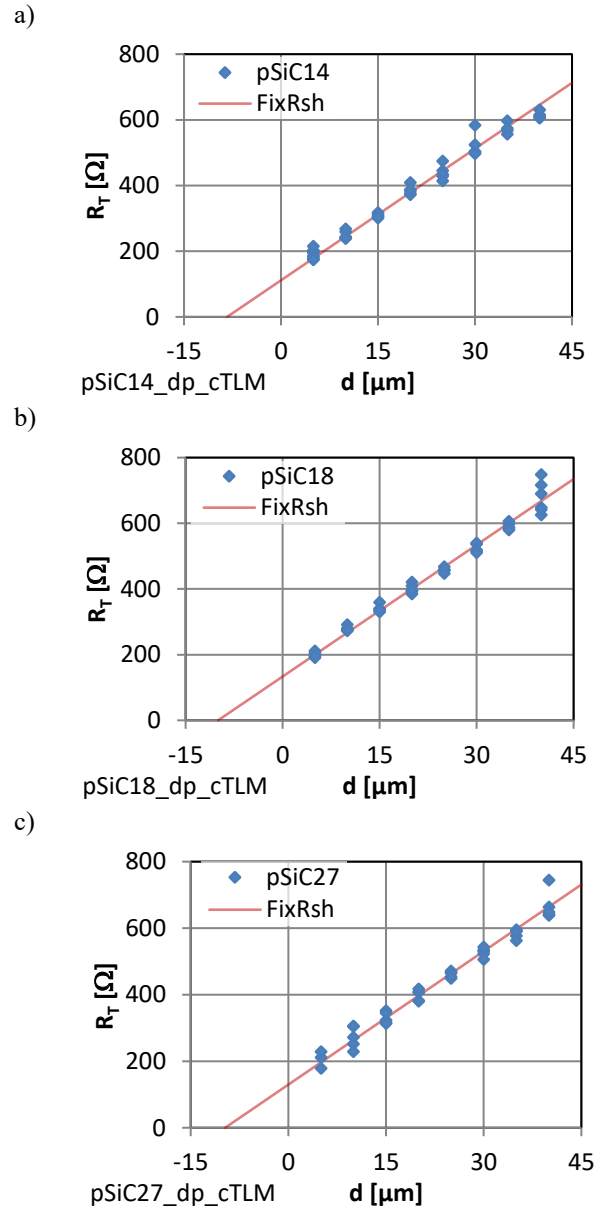 a)
800
pSiC14
FixRsh
600
400
200
0
R_T [Ω]
-15 0 15 30 45
pSiC14_dp_cTLM d [µm]
b)
800
pSiC18
FixRsh
600
400
200
0
R_T [Ω]
-15 0 15 30 45
pSiC18_dp_cTLM d [µm]
c)
800
pSiC27
FixRsh
600
400
200
0
R_T [Ω]
-15 0 15 30 45
pSiC27_dp_cTLM d [µm]